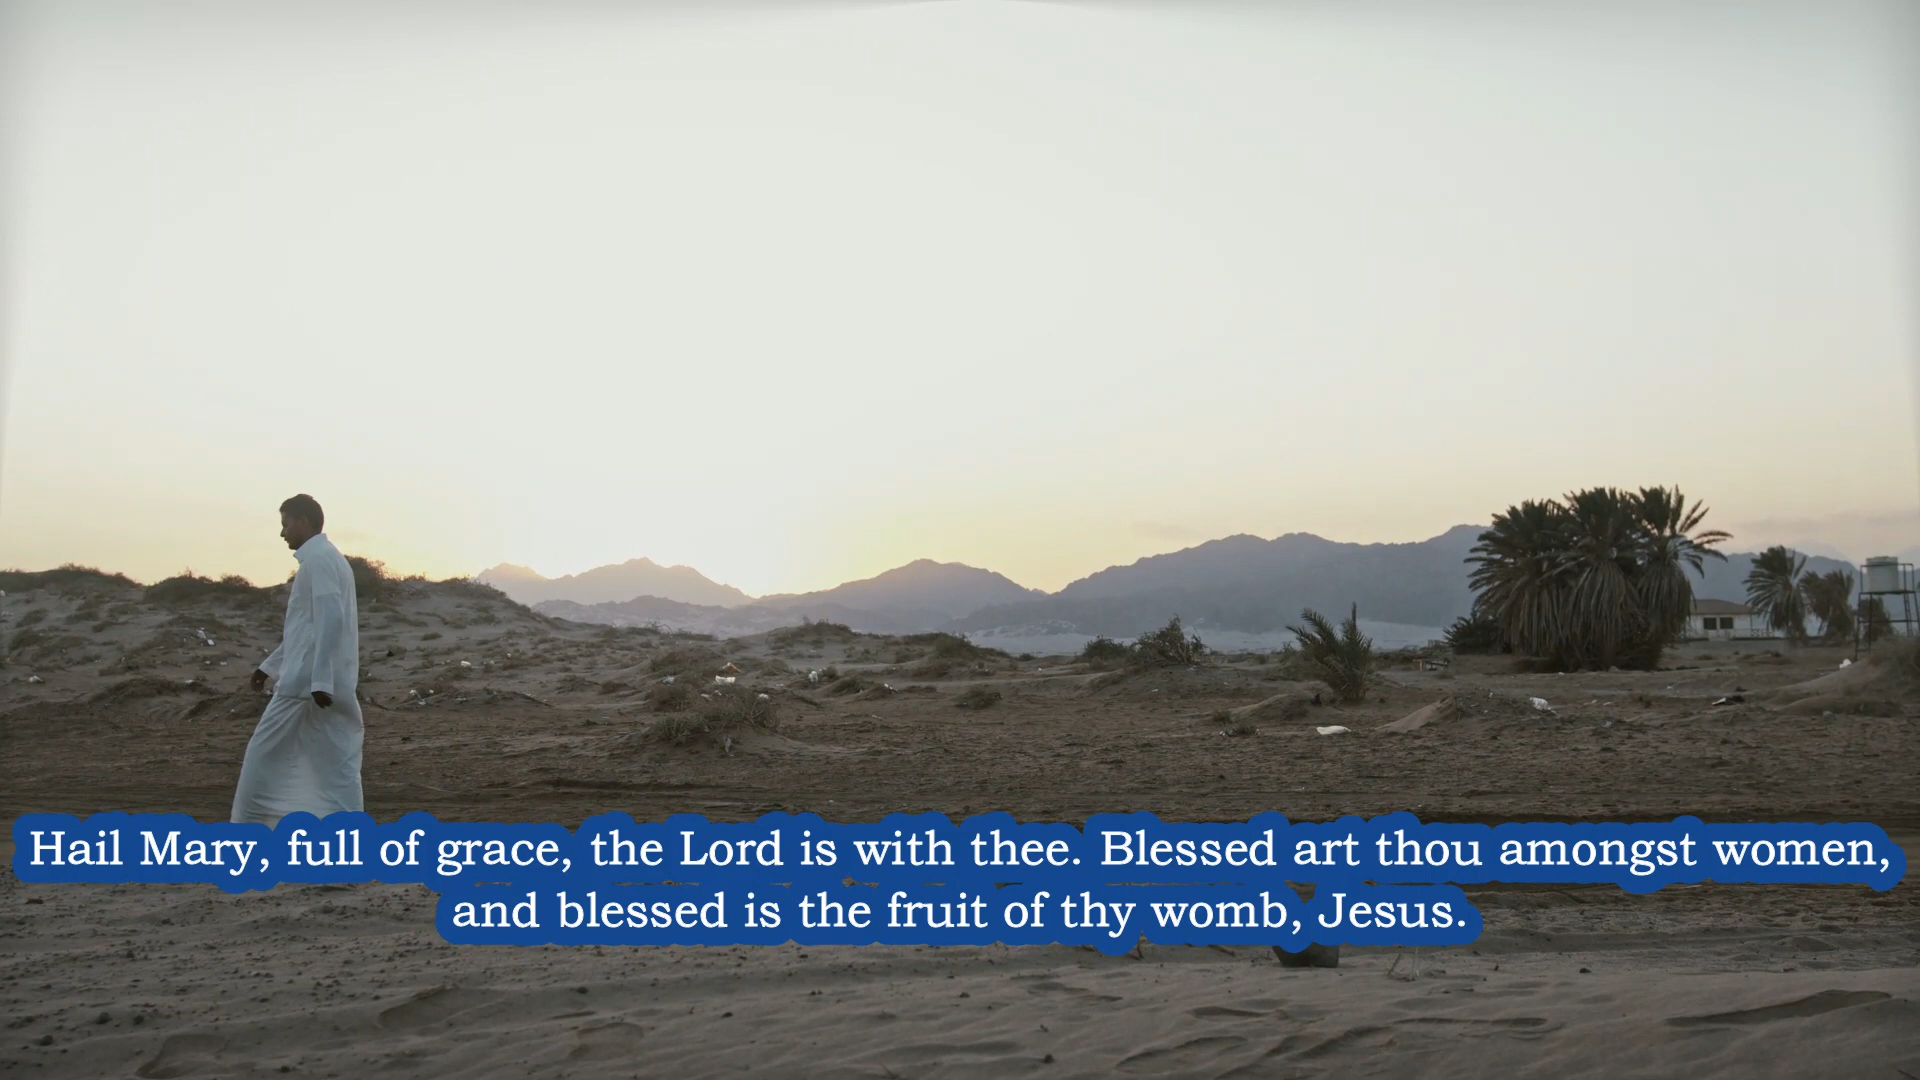 Hail Mary, full of grace, the Lord is with thee. Blessed art thou amongst women,
and blessed is the fruit of thy womb, Jesus.